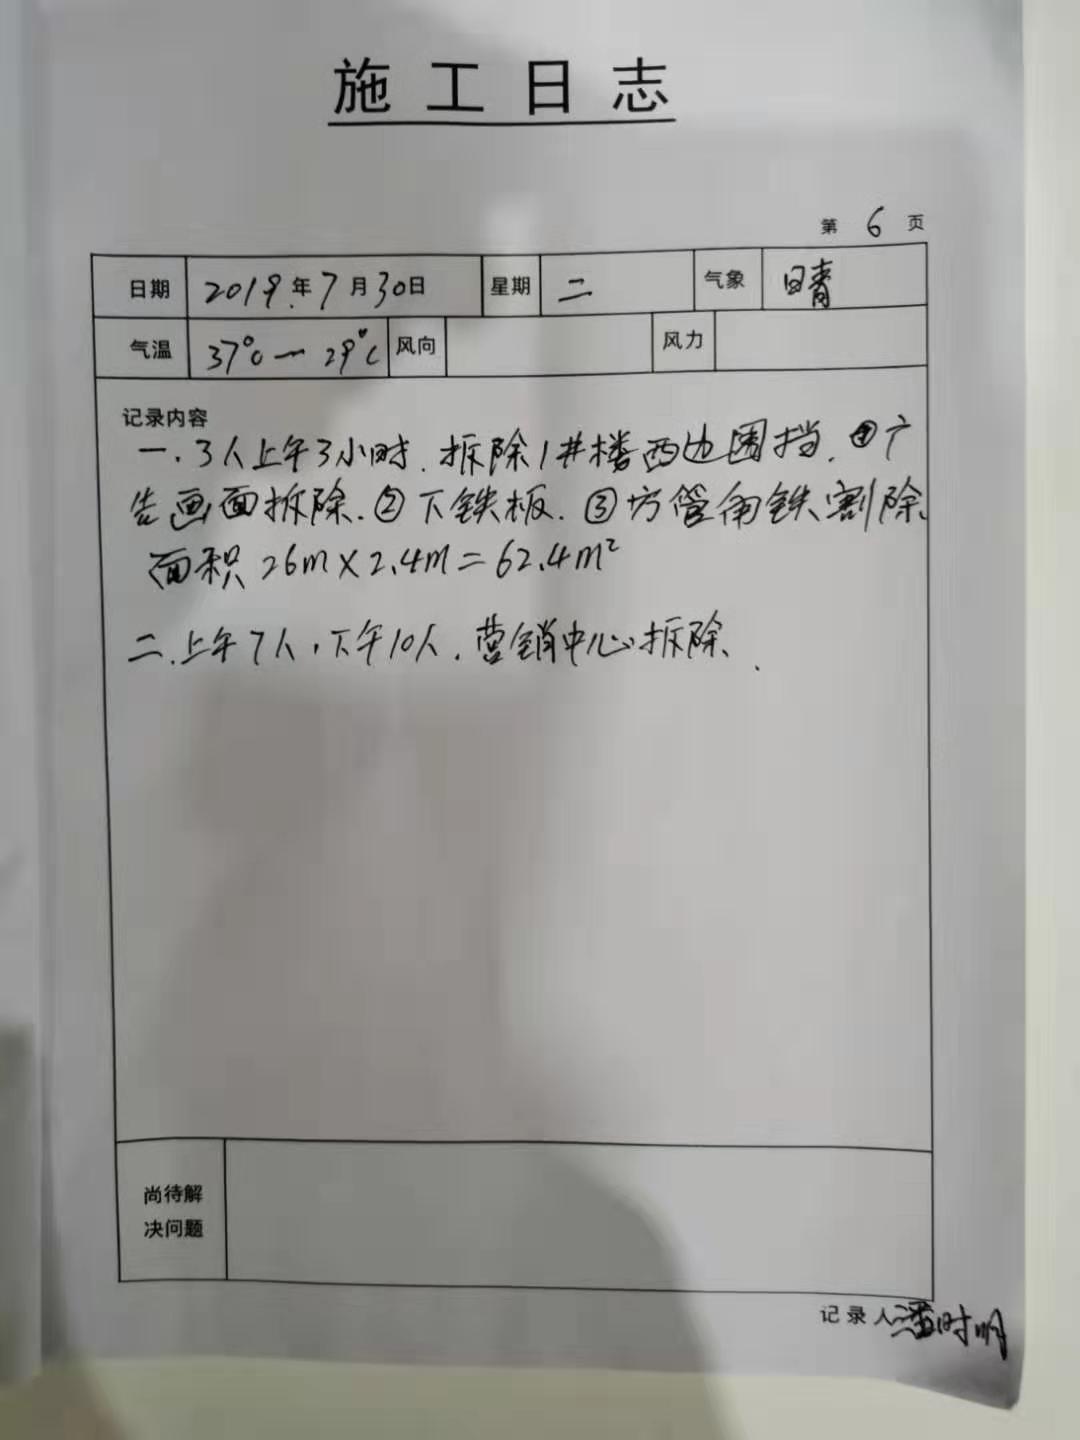 施工日志
第 6 页
日期 2019年7月30日 星期 二 气象 晴
气温 37℃—29℃ 风向 风力
记录内容
一.3人上午3小时.拆除1#楼西边围挡.①广
告画面拆除.②下铁板.③方管角铁割除.
面积26m×2.4m=62.4m²
二.上午7人,下午10人.营销中心拆除.
尚待解
决问题
记录人 潘时明